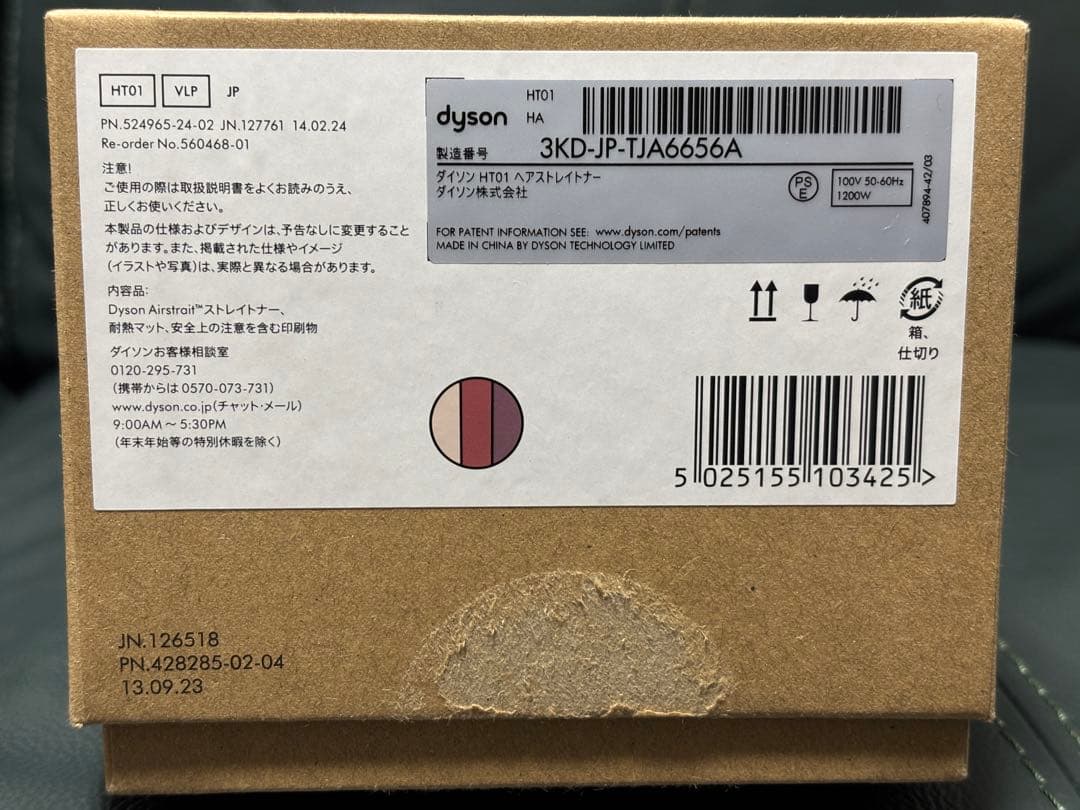 HT01 VLP JP
PN.524965-24-02 JN.127761 14.02.24
Re-order No.560468-01
注意!
ご使用の際は取扱説明書をよくお読みのうえ、
正しくお使いください。
本製品の仕様およびデザインは、予告なしに変更すること
があります。また、掲載された仕様やイメージ
(イラストや写真)は、実際と異なる場合があります。
内容品:
Dyson Airstrait™ストレイトナー、
耐熱マット、安全上の注意を含む印刷物
ダイソンお客様相談室
0120-295-731
(携帯からは 0570-073-731)
www.dyson.co.jp(チャット・メール)
9:00AM ～ 5:30PM
(年末年始等の特別休暇を除く)
dyson
HT01
HA
製造番号 3KD-JP-TJA6656A
ダイソン HT01 ヘアストレイトナー
ダイソン株式会社
PS
E
100V 50-60Hz
1200W
407894-42/03
FOR PATENT INFORMATION SEE: www.dyson.com/patents
MADE IN CHINA BY DYSON TECHNOLOGY LIMITED
紙
箱、
仕切り
5 025155 103425 >
JN.126518
PN.428285-02-04
13.09.23